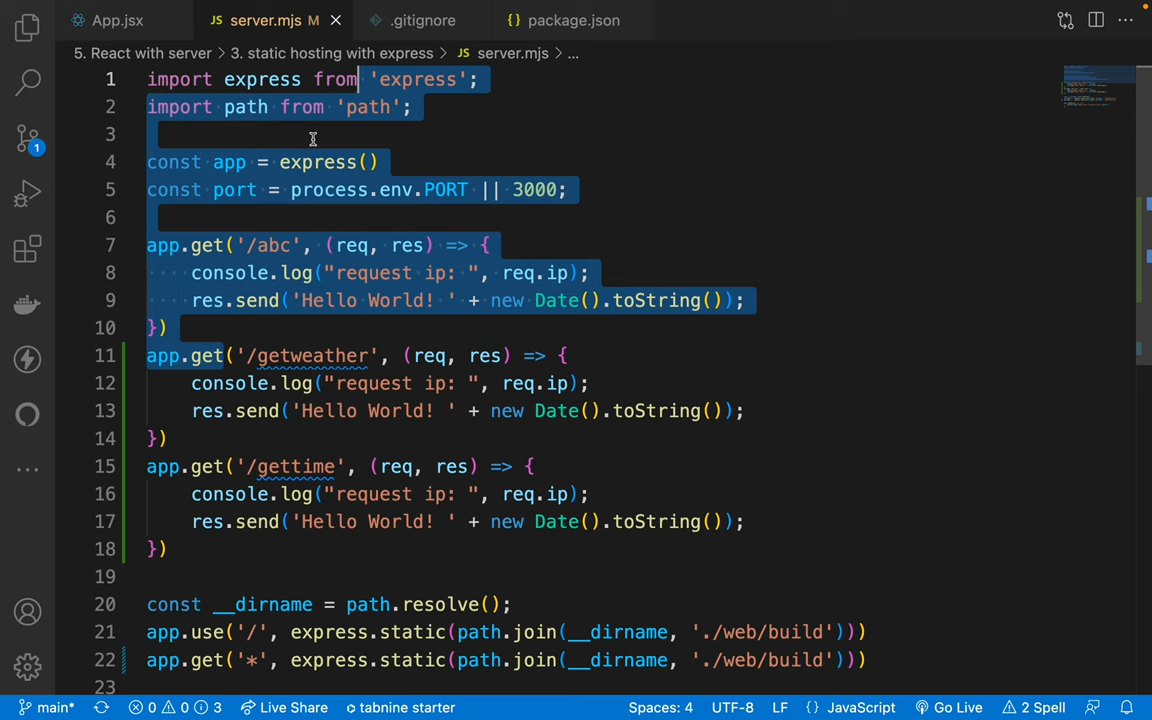 App.jsx JS server.mjs M .gitignore {} package.json
5. React with server > 3. static hosting with express > JS server.mjs > ...
1 import express from 'express';
2 import path from 'path';
3
4 const app = express()
5 const port = process.env.PORT || 3000;
6
7 app.get('/abc', (req, res) => {
8 console.log("request ip: ", req.ip);
9 res.send('Hello World! ' + new Date().toString());
10 })
11 app.get('/getweather', (req, res) => {
12 console.log("request ip: ", req.ip);
13 res.send('Hello World! ' + new Date().toString());
14 })
15 app.get('/gettime', (req, res) => {
16 console.log("request ip: ", req.ip);
17 res.send('Hello World! ' + new Date().toString());
18 })
19
20 const __dirname = path.resolve();
21 app.use('/', express.static(path.join(__dirname, './web/build')))
22 app.get('*', express.static(path.join(__dirname, './web/build')))
23
1
main* 0 0 3 Live Share tabnine starter Spaces: 4 UTF-8 LF {} JavaScript Go Live 2 Spell